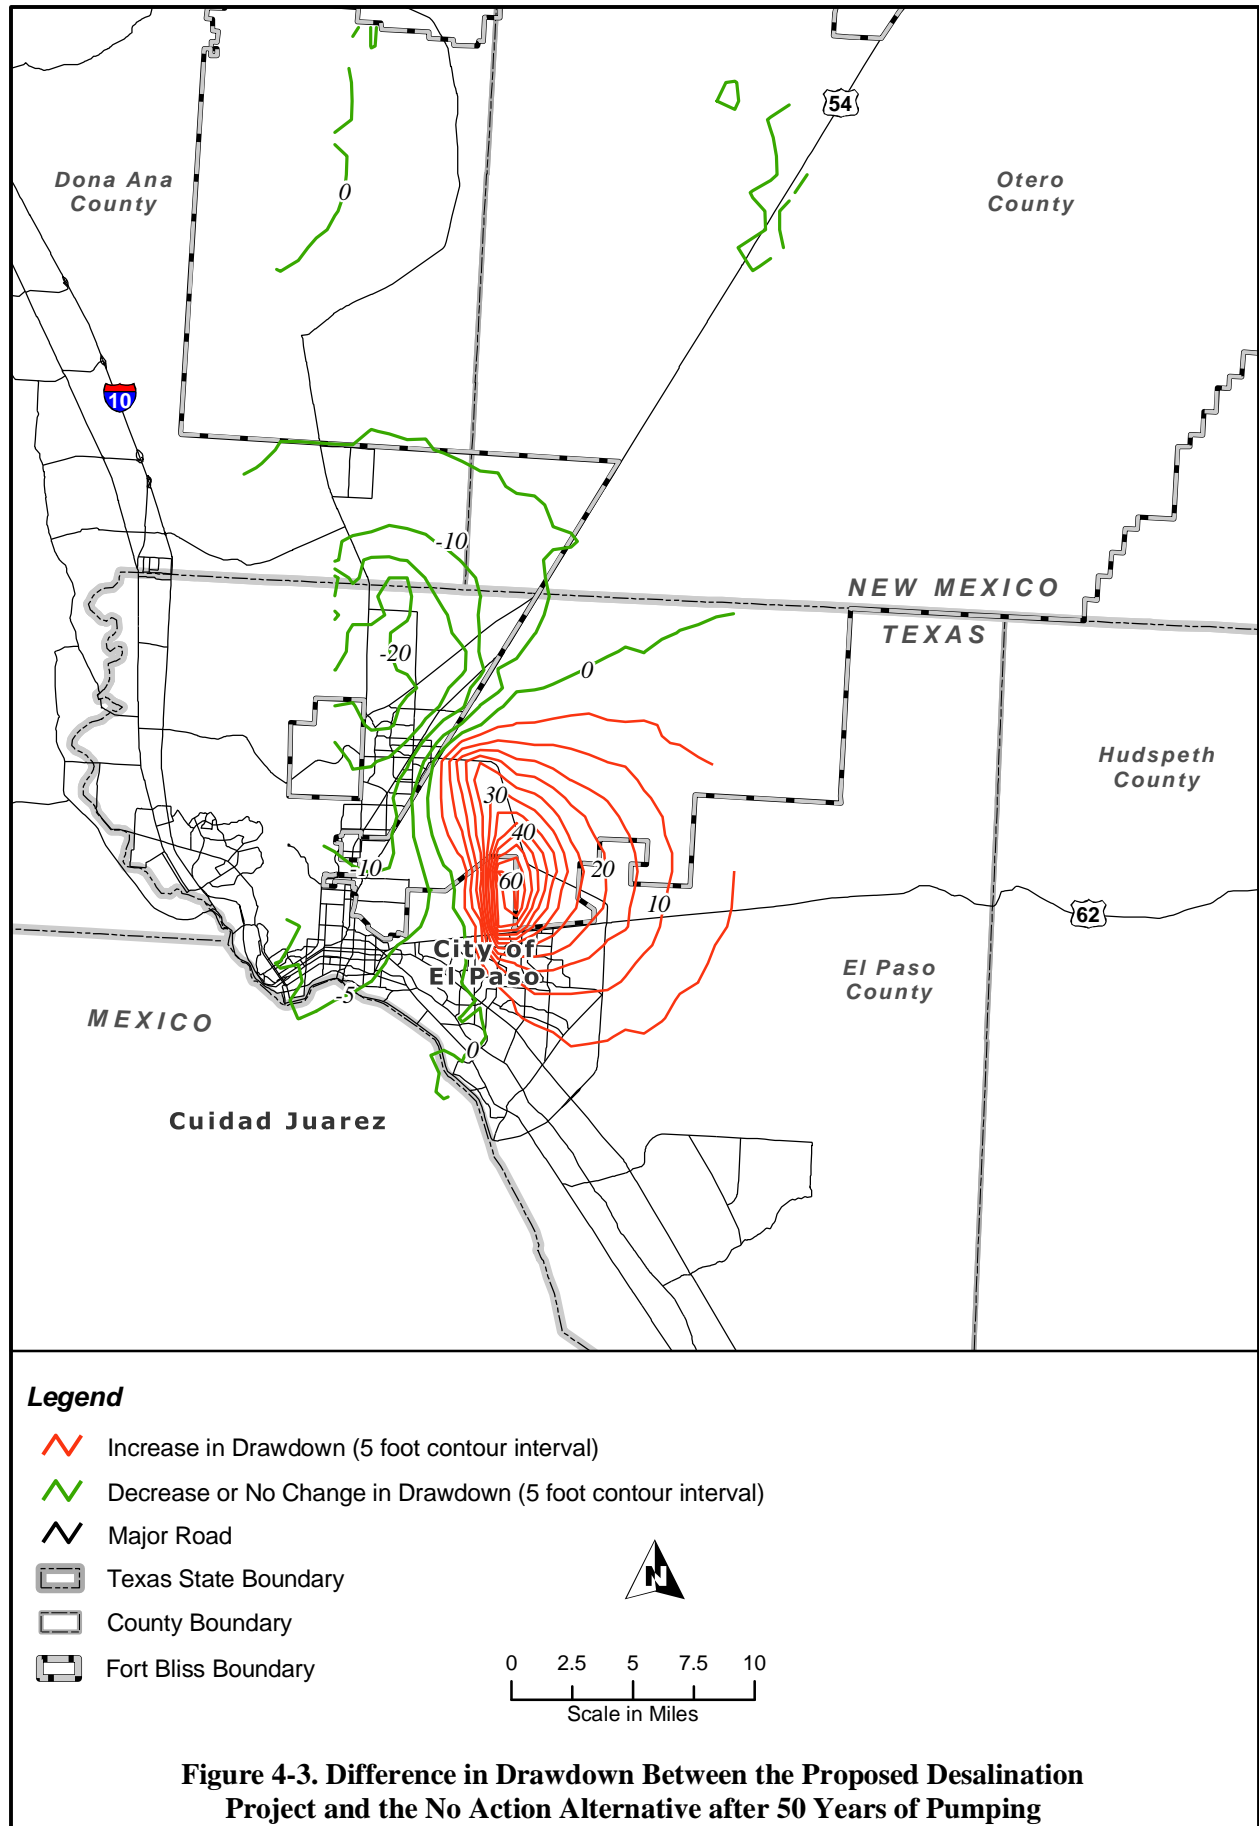 54
Dona Ana
County
Otero
County
0
10
-10
NEW MEXICO
TEXAS
-20
0
Hudspeth
County
30
40
-10
60
20
10
62
City of
El Paso
El Paso
County
-5
MEXICO
0
Cuidad Juarez
Legend
Increase in Drawdown (5 foot contour interval)
Decrease or No Change in Drawdown (5 foot contour interval)
Major Road
Texas State Boundary
County Boundary
Fort Bliss Boundary
N
0 2.5 5 7.5 10
Scale in Miles
Figure 4-3. Difference in Drawdown Between the Proposed Desalination
Project and the No Action Alternative after 50 Years of Pumping